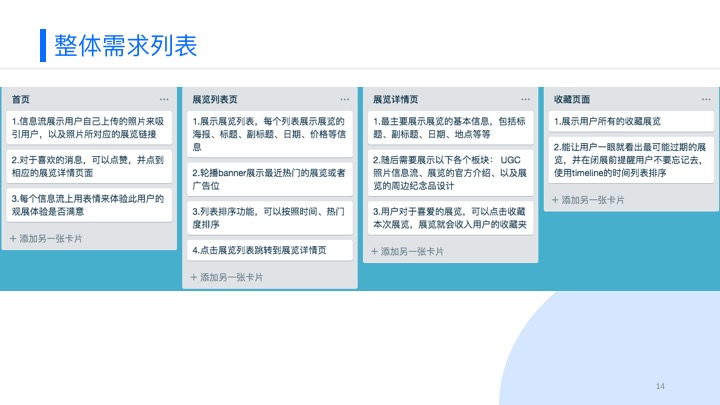 整体需求列表
首页
1.信息流展示用户自己上传的照片来吸
引用户，以及照片所对应的展览链接
2.对于喜欢的消息，可以点赞，并点到
相应的展览详情页面
3.每个信息流上用表情来体验此用户的
观展体验是否满意
+ 添加另一张卡片
展览列表页
1.展示展览列表，每个列表展示展览的
海报、标题、副标题、日期、价格等信
息
2.轮播banner展示最近热门的展览或者
广告位
3.列表排序功能，可以按照时间、热门
度排序
4.点击展览列表跳转到展览详情页
+ 添加另一张卡片
展览详情页
1.最主要展示展览的基本信息，包括标
题、副标题、日期、地点等等
2.随后需要展示以下各个板块： UGC
照片信息流、展览的官方介绍、以及展
览的周边纪念品设计
3.用户对于喜爱的展览，可以点击收藏
本次展览，展览就会收入用户的收藏夹
+ 添加另一张卡片
收藏页面
1.展示用户所有的收藏展览
2.能让用户一眼就看出最可能过期的展
览，并在闭展前提醒用户不要忘记去，
使用timeline的时间列表排序
+ 添加另一张卡片
14